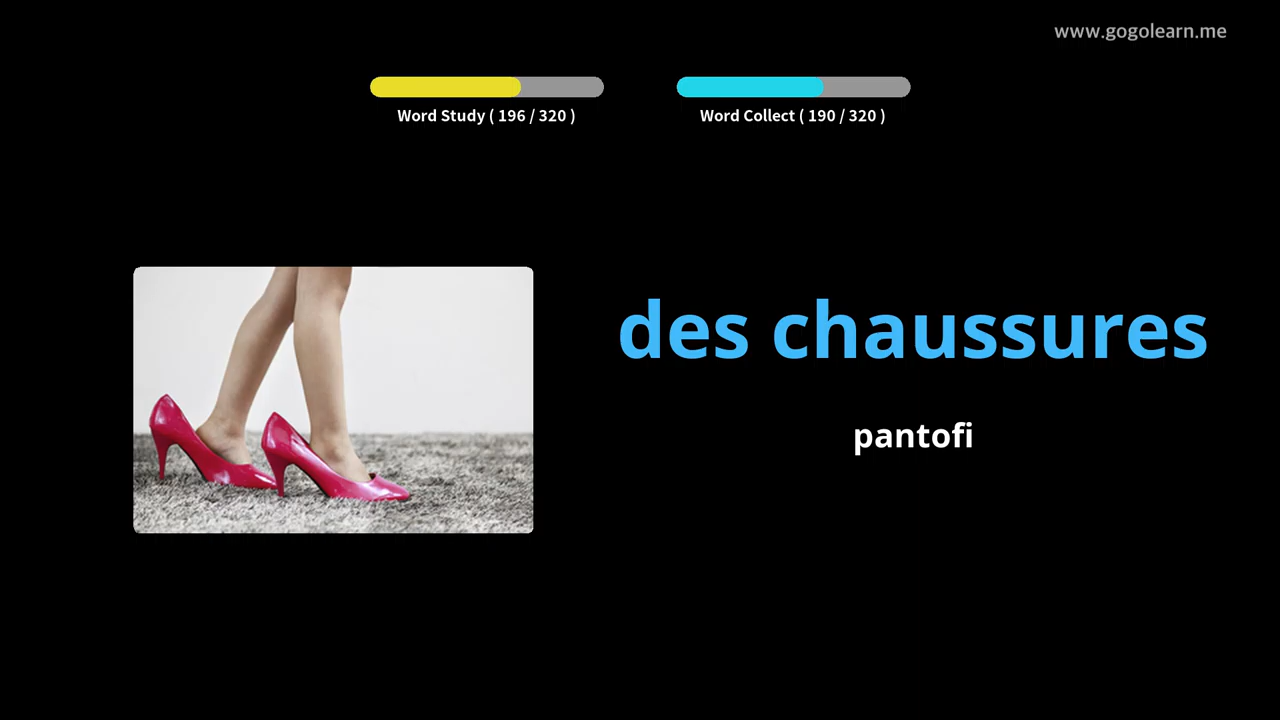 www.gogolearn.me
Word Study ( 196 / 320 )
Word Collect ( 190 / 320 )
des chaussures
pantofi